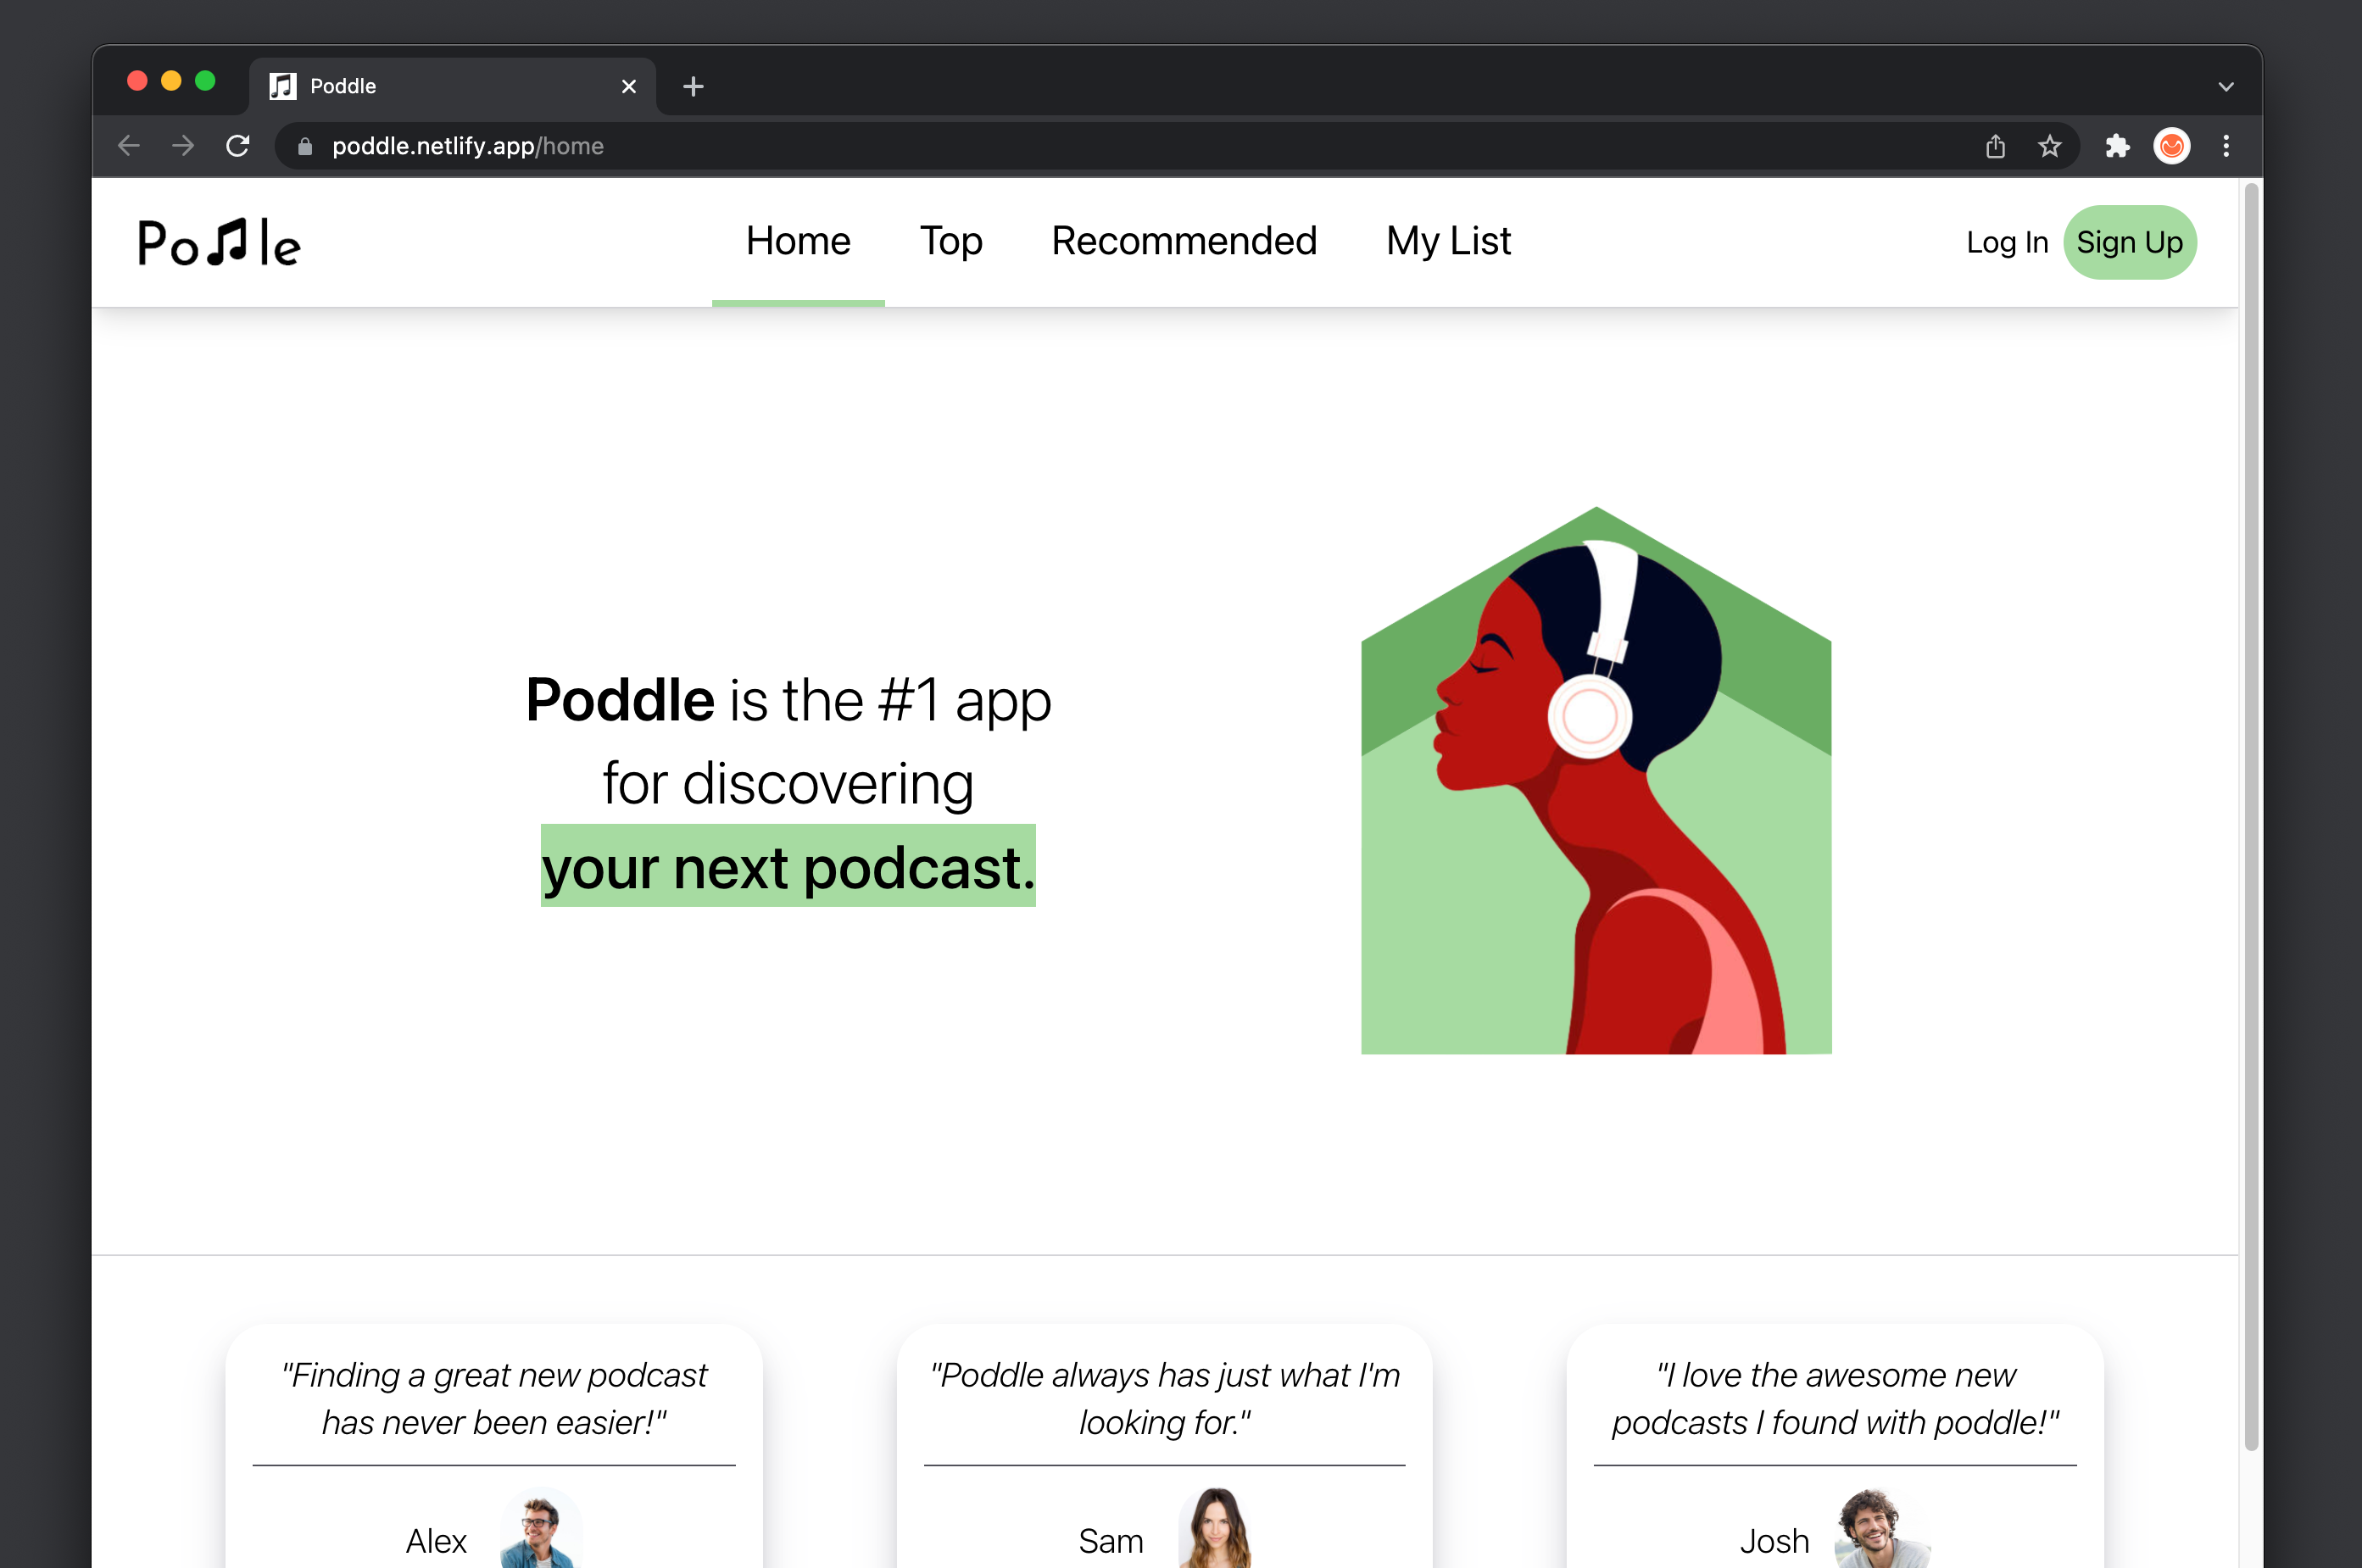 Poddle
poddle.netlify.app/home
Po♫le
Home
Top
Recommended
My List
Log In
Sign Up
Poddle is the #1 app
for discovering
your next podcast.
"Finding a great new podcast
has never been easier!"
Alex
"Poddle always has just what I'm
looking for."
Sam
"I love the awesome new
podcasts I found with poddle!"
Josh